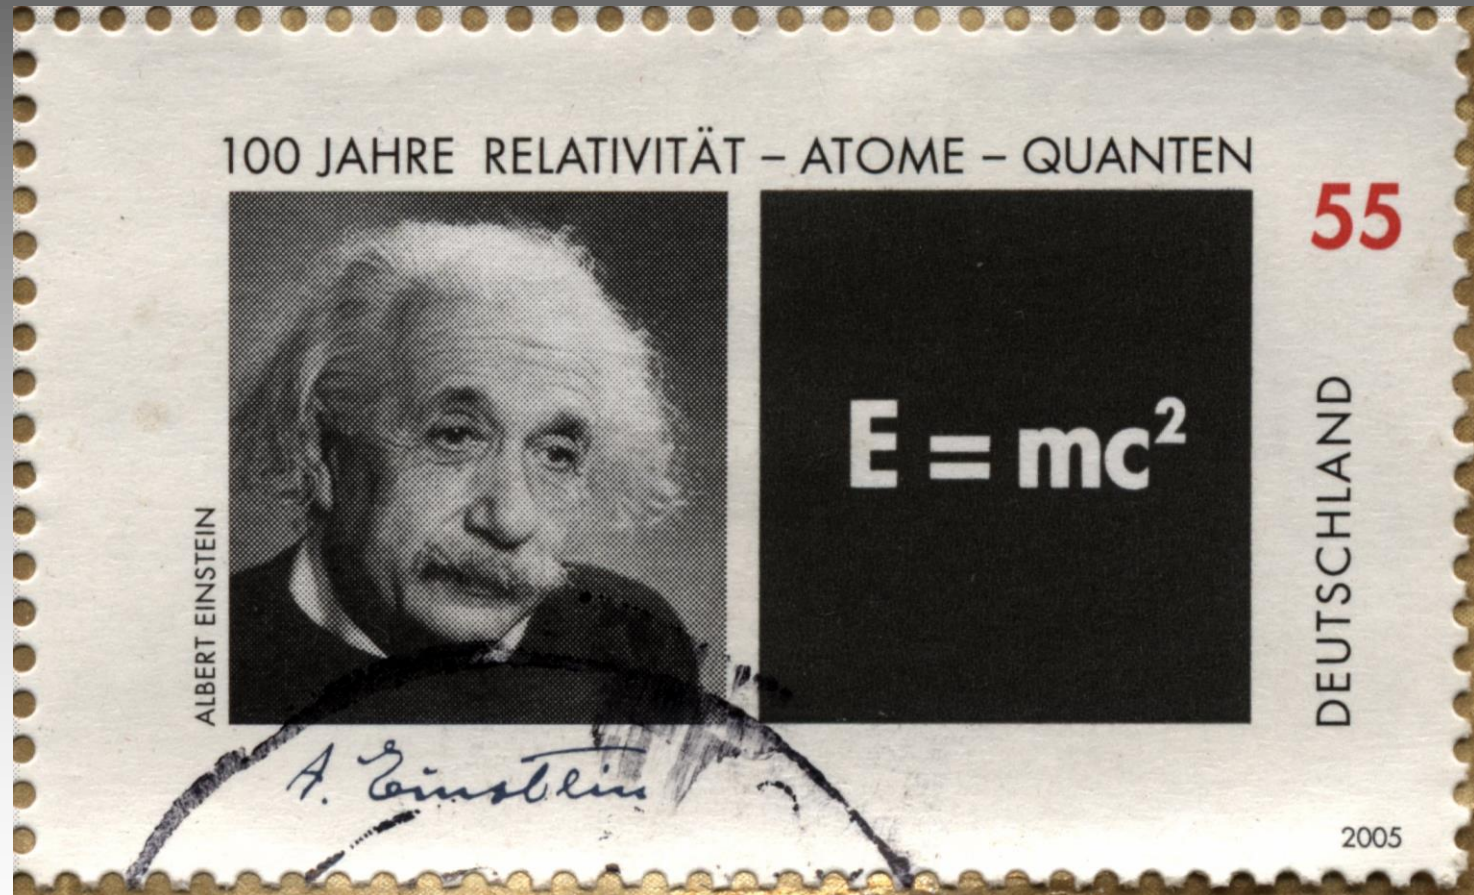 100 JAHRE RELATIVITÄT – ATOME – QUANTEN
55
E = mc²
ALBERT EINSTEIN
DEUTSCHLAND
A. Einstein
2005